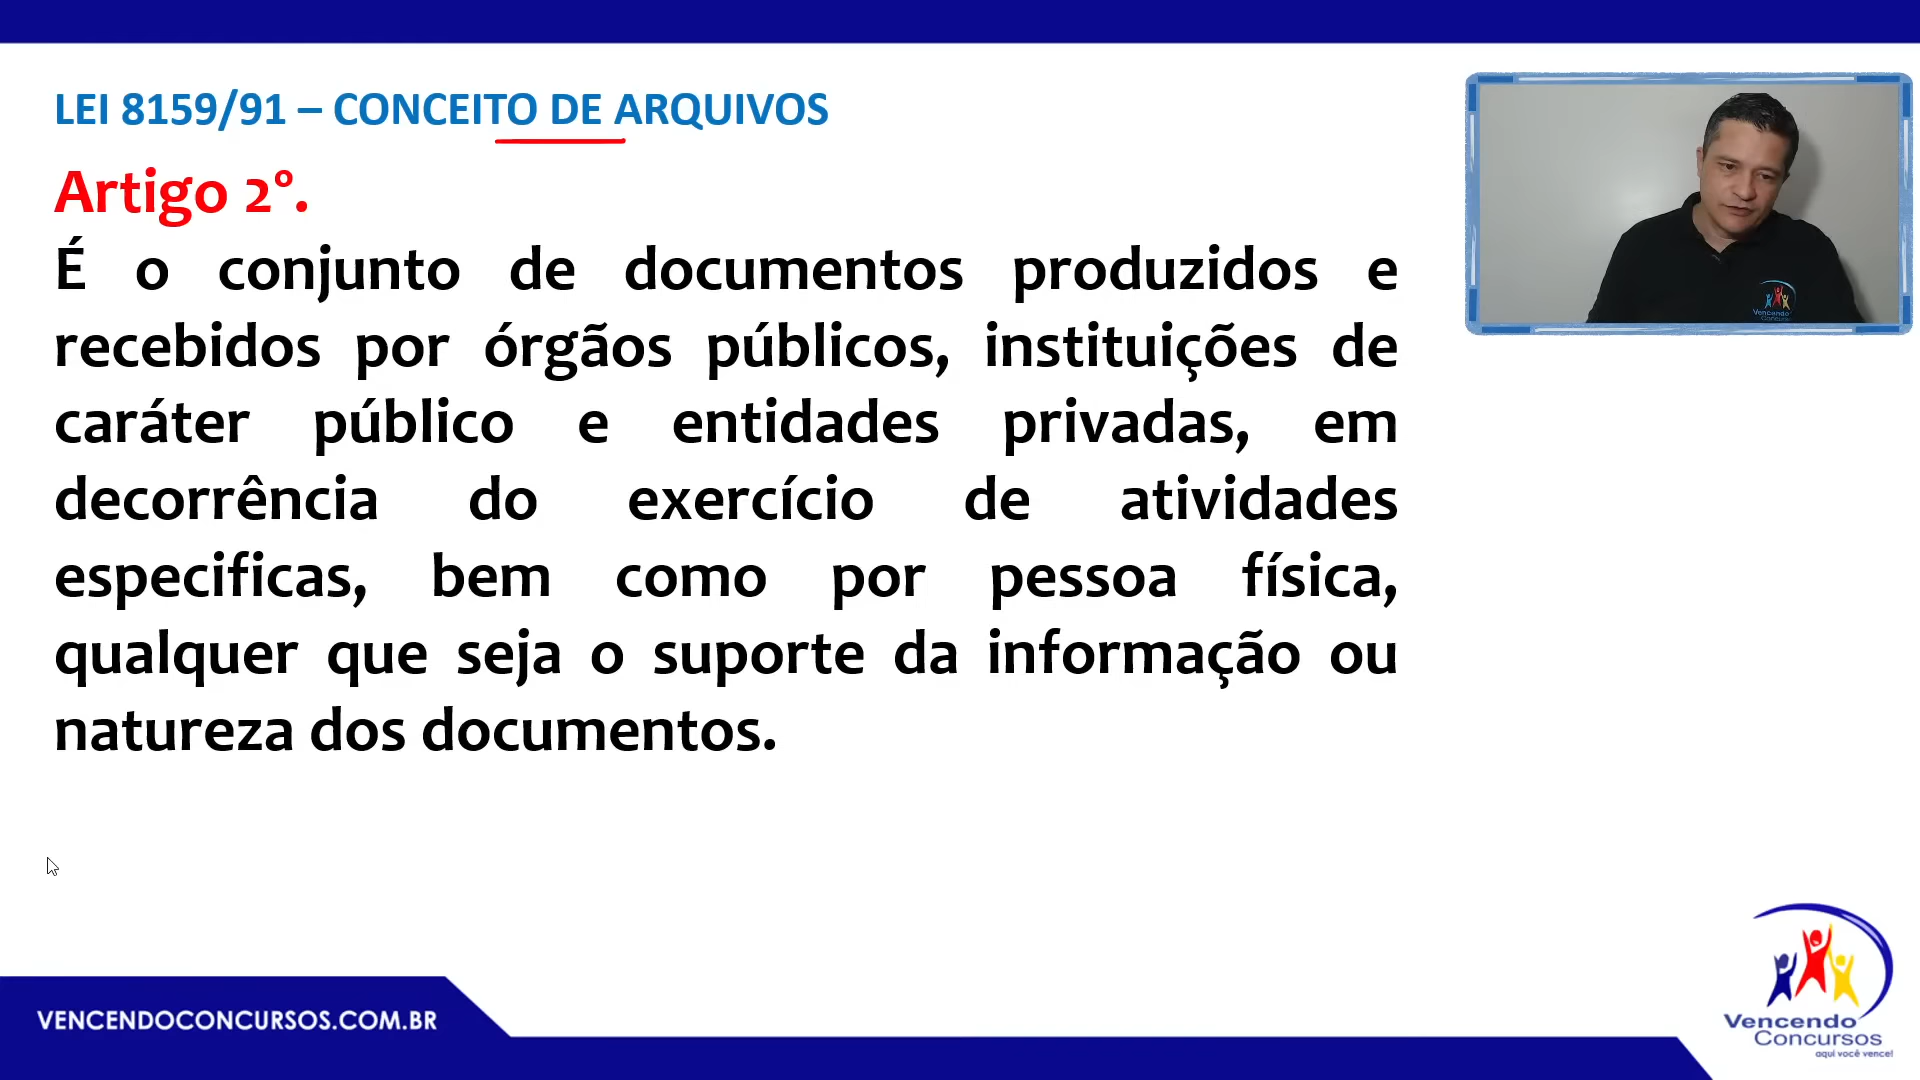 LEI 8159/91 – CONCEITO DE ARQUIVOS
Artigo 2º.
É o conjunto de documentos produzidos e
recebidos por órgãos públicos, instituições de
caráter público e entidades privadas, em
decorrência do exercício de atividades
especificas, bem como por pessoa física,
qualquer que seja o suporte da informação ou
natureza dos documentos.
Vencendo
Concursos
VENCENDOCONCURSOS.COM.BR
Vencendo
Concursos
aqui você vence!